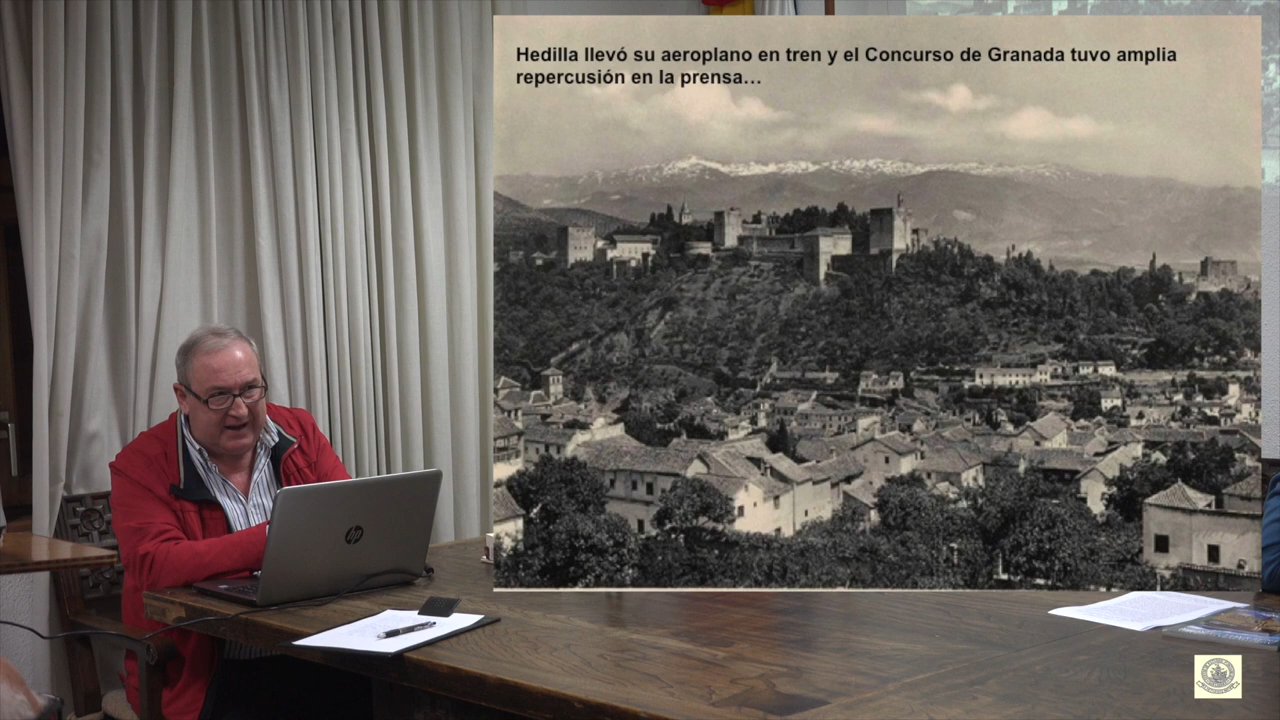 Hedilla llevó su aeroplano en tren y el Concurso de Granada tuvo amplia
repercusión en la prensa…
hp